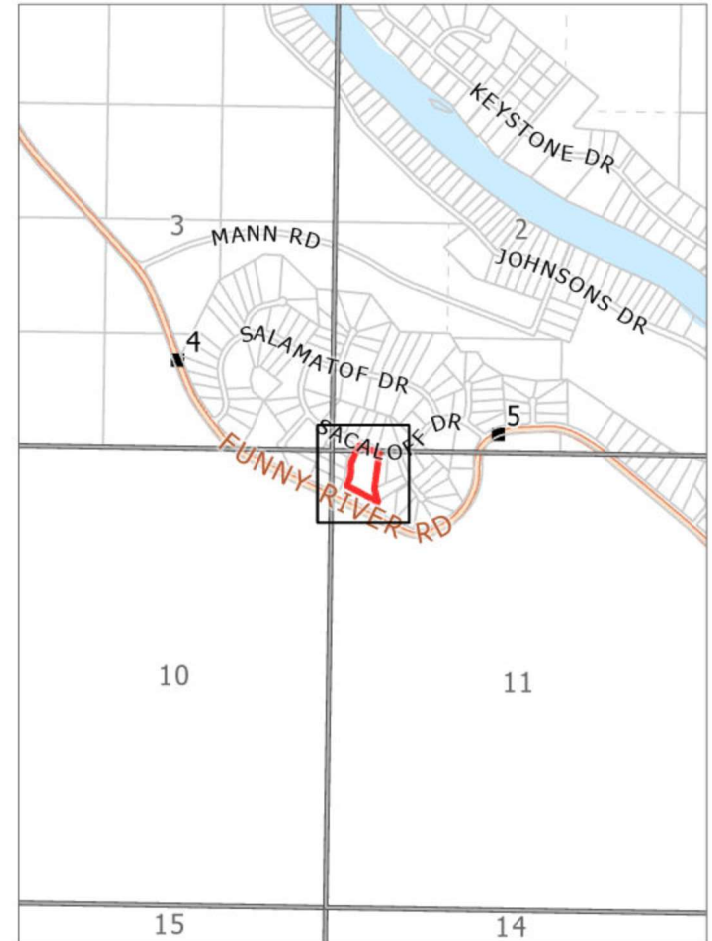 KEYSTONE DR
3
MANN RD
2
JOHNSONS DR
4
SALAMATOF DR
5
SACALOFF DR
FUNNY RIVER RD
10
11
15
14